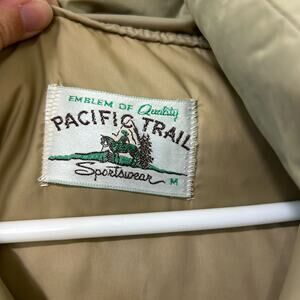 EMBLEM OF Quality
PACIFIC TRAIL
Sportswear
M